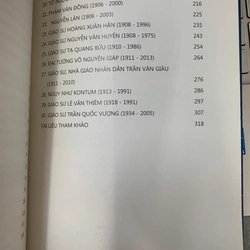 21. PHẠM VĂN ĐỒNG (1906 - 2000) 216
22. NGUYỄN LÂN (1906 - 2003) 225
23. GIÁO SƯ HOÀNG XUÂN HÃN (1908 - 1996) 236
24. GIÁO SƯ NGUYỄN VĂN HUYÊN (1908 - 1975) 243
25. GIÁO SƯ TẠ QUANG BỬU (1910 - 1986) 254
26. ĐẠI TƯỚNG VÕ NGUYÊN GIÁP (1911 - 2013) 264
27. GIÁO SƯ, NHÀ GIÁO NHÂN DÂN TRẦN VĂN GIÀU
(1911 - 2010) 276
28. NGUY NHƯ KONTUM (1913 - 1991) 287
29. GIÁO SƯ LÊ VĂN THIÊM (1918 - 1991) 297
30. GIÁO SƯ TRẦN QUỐC VƯỢNG (1934 - 2005) 307
TÀI LIỆU THAM KHẢO 318